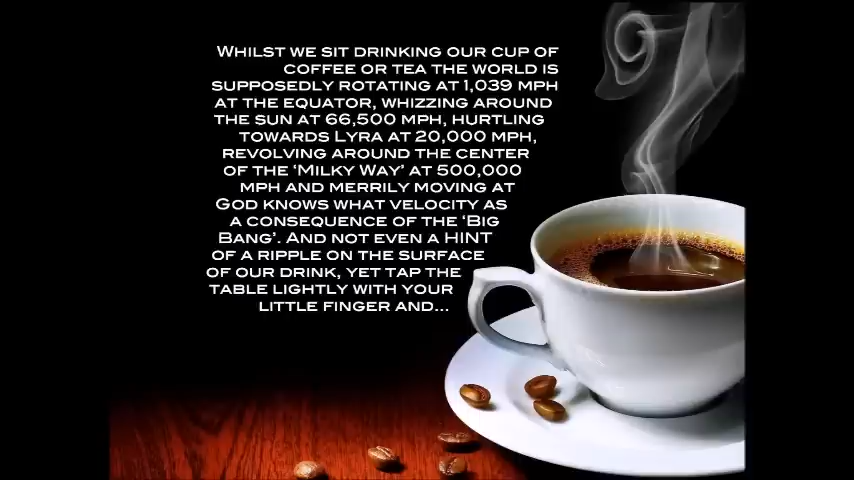 Whilst we sit drinking our cup of
coffee or tea the world is
supposedly rotating at 1,039 mph
at the equator, whizzing around
the sun at 66,500 mph, hurtling
towards Lyra at 20,000 mph,
revolving around the center
of the ‘Milky Way’ at 500,000
mph and merrily moving at
God knows what velocity as
a consequence of the ‘Big
Bang’. And not even a HINT
of a ripple on the surface
of our drink, yet tap the
table lightly with your
little finger and...